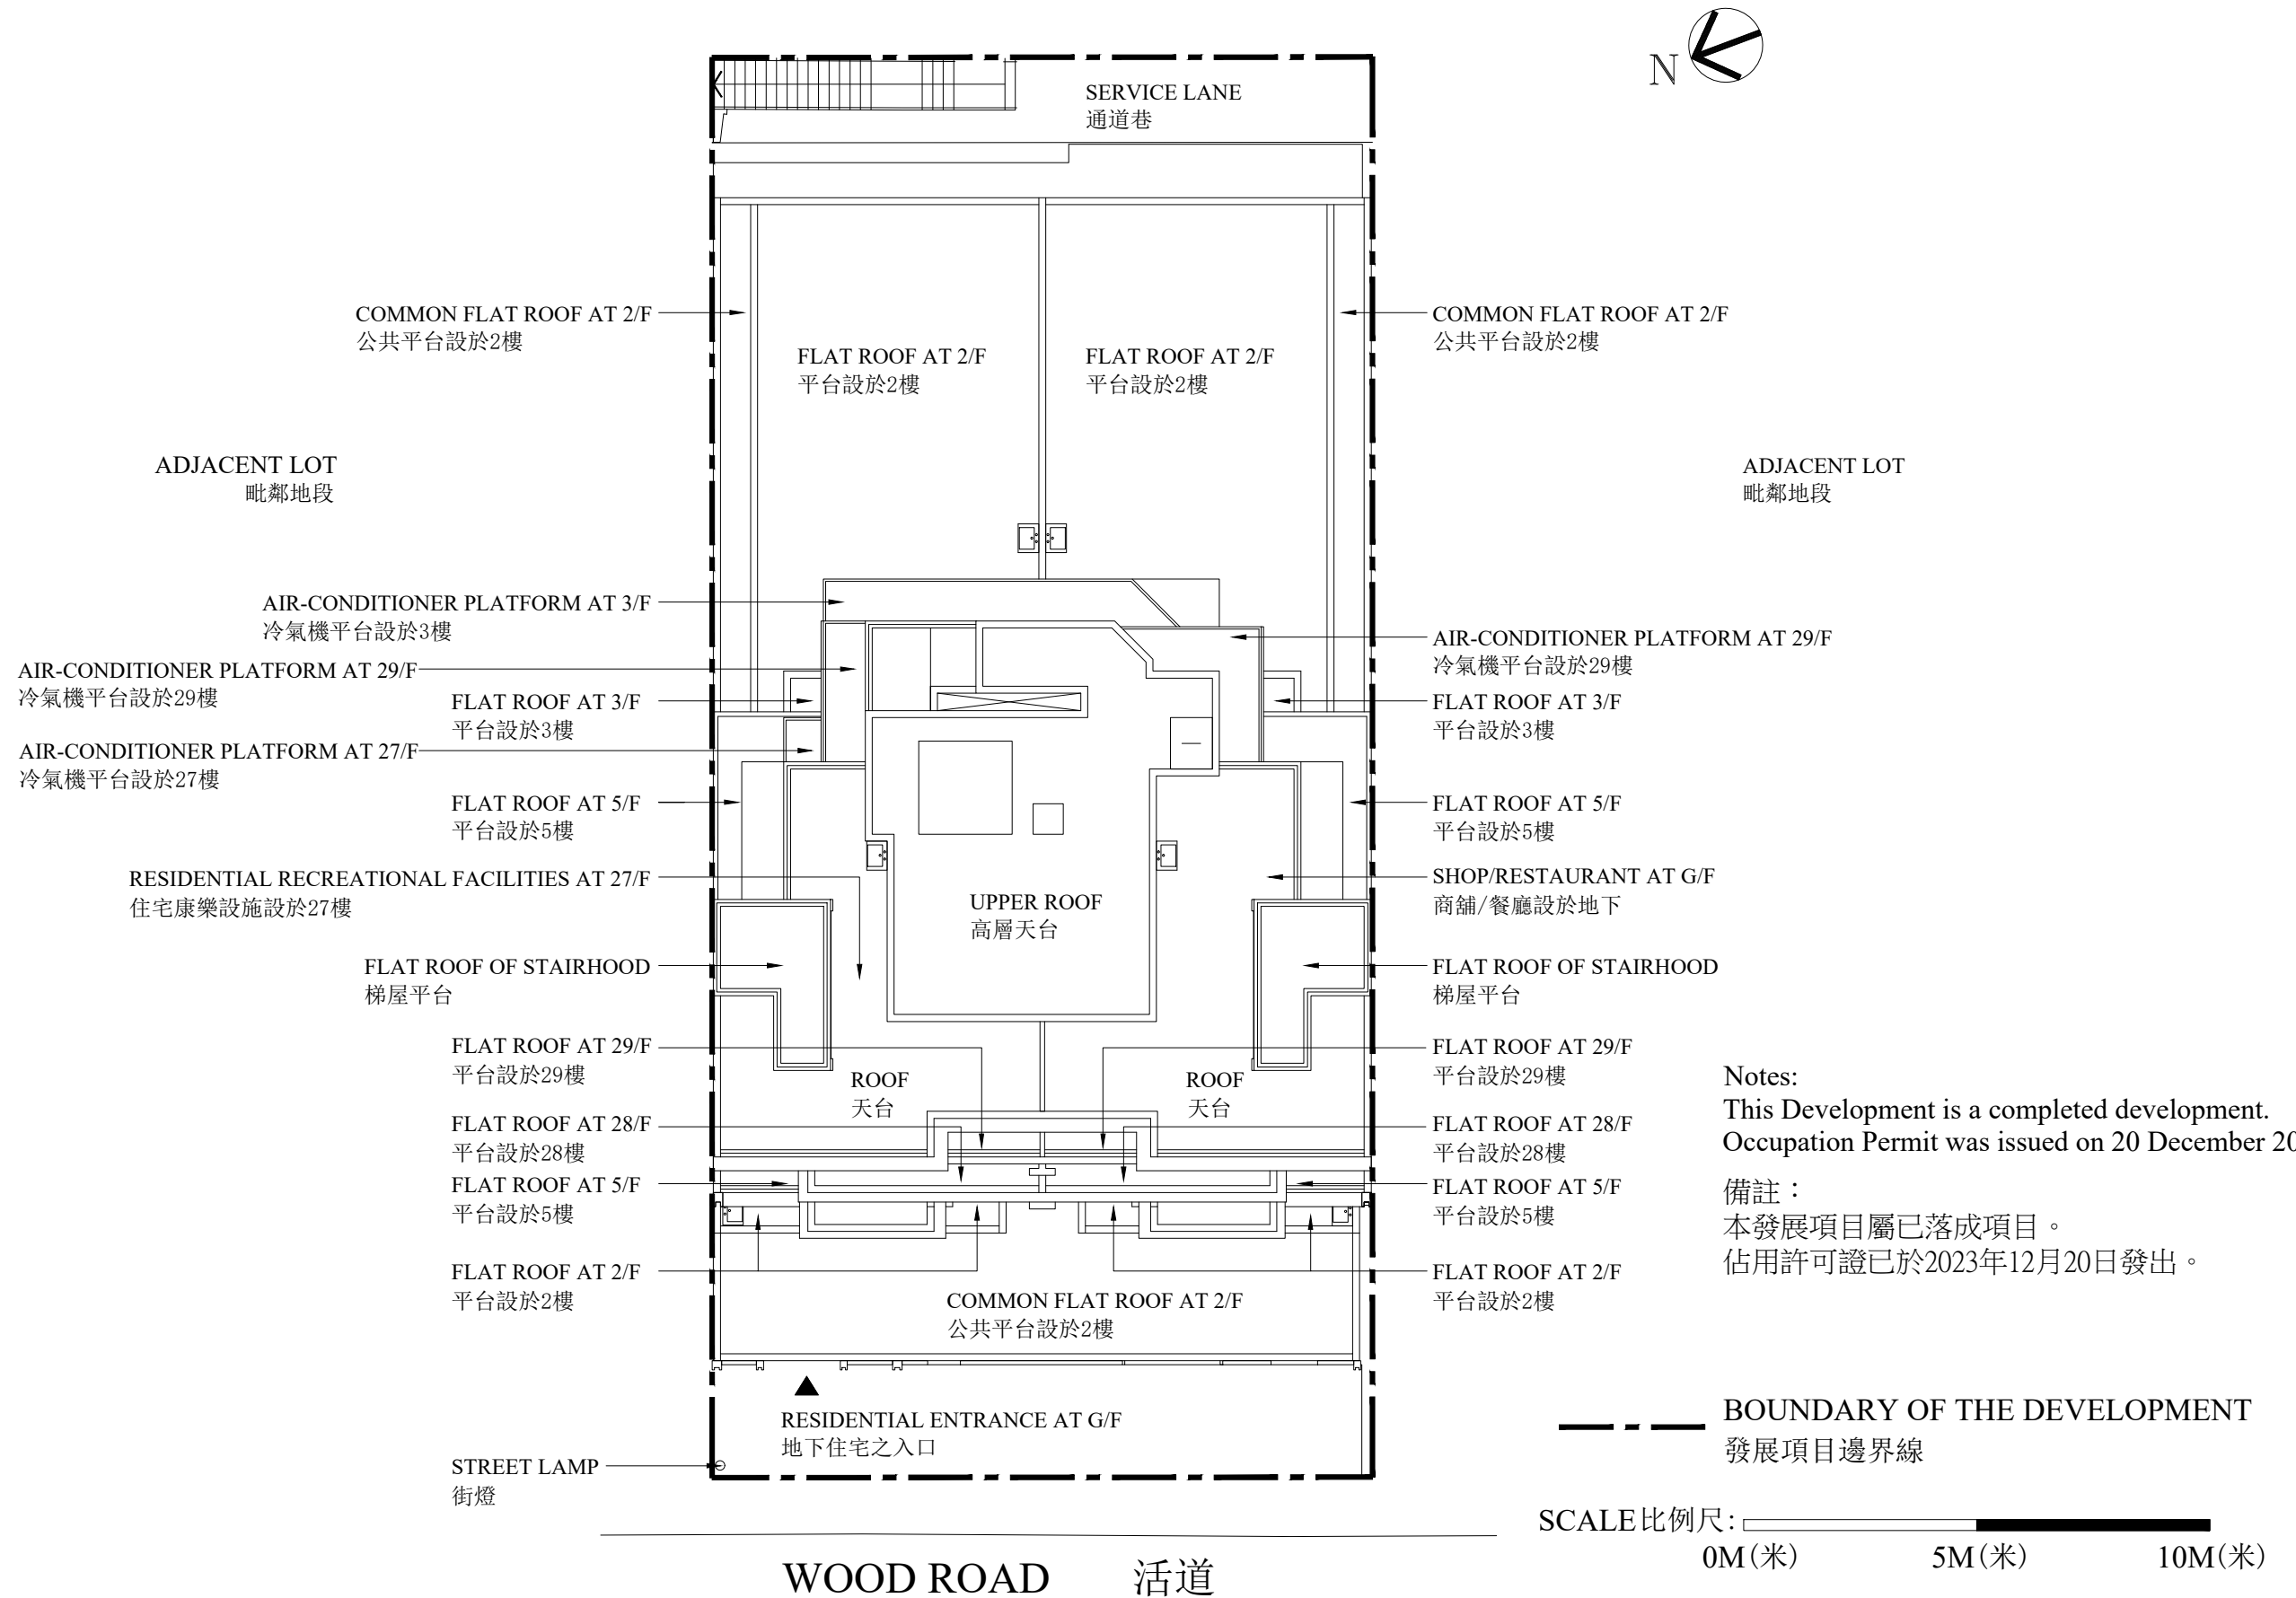 N
SERVICE LANE
通道巷
COMMON FLAT ROOF AT 2/F
公共平台設於2樓
COMMON FLAT ROOF AT 2/F
公共平台設於2樓
FLAT ROOF AT 2/F
平台設於2樓
FLAT ROOF AT 2/F
平台設於2樓
ADJACENT LOT
毗鄰地段
ADJACENT LOT
毗鄰地段
AIR-CONDITIONER PLATFORM AT 3/F
冷氣機平台設於3樓
AIR-CONDITIONER PLATFORM AT 29/F
冷氣機平台設於29樓
AIR-CONDITIONER PLATFORM AT 29/F
冷氣機平台設於29樓
FLAT ROOF AT 3/F
平台設於3樓
FLAT ROOF AT 3/F
平台設於3樓
AIR-CONDITIONER PLATFORM AT 27/F
冷氣機平台設於27樓
FLAT ROOF AT 5/F
平台設於5樓
FLAT ROOF AT 5/F
平台設於5樓
RESIDENTIAL RECREATIONAL FACILITIES AT 27/F
住宅康樂設施設於27樓
SHOP/RESTAURANT AT G/F
商舖/餐廳設於地下
UPPER ROOF
高層天台
FLAT ROOF OF STAIRHOOD
梯屋平台
FLAT ROOF OF STAIRHOOD
梯屋平台
FLAT ROOF AT 29/F
平台設於29樓
FLAT ROOF AT 29/F
平台設於29樓
ROOF
天台
ROOF
天台
FLAT ROOF AT 28/F
平台設於28樓
FLAT ROOF AT 28/F
平台設於28樓
FLAT ROOF AT 5/F
平台設於5樓
FLAT ROOF AT 5/F
平台設於5樓
FLAT ROOF AT 2/F
平台設於2樓
FLAT ROOF AT 2/F
平台設於2樓
COMMON FLAT ROOF AT 2/F
公共平台設於2樓
Notes:
This Development is a completed development.
Occupation Permit was issued on 20 December 20
備註：
本發展項目屬已落成項目。
佔用許可證已於2023年12月20日發出。
RESIDENTIAL ENTRANCE AT G/F
地下住宅之入口
STREET LAMP
街燈
BOUNDARY OF THE DEVELOPMENT
發展項目邊界線
SCALE比例尺:
0M(米) 5M(米) 10M(米)
WOOD ROAD 活道